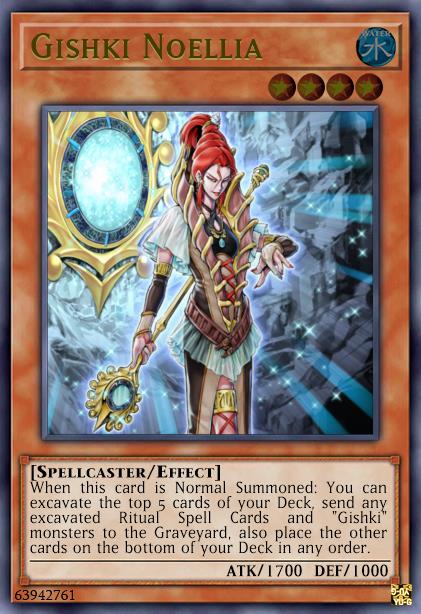 Gishki Noellia
WATER
水
[Spellcaster/Effect]
When this card is Normal Summoned: You can
excavate the top 5 cards of your Deck, send any
excavated Ritual Spell Cards and "Gishki"
monsters to the Graveyard, also place the other
cards on the bottom of your Deck in any order.
ATK/1700 DEF/1000
63942761